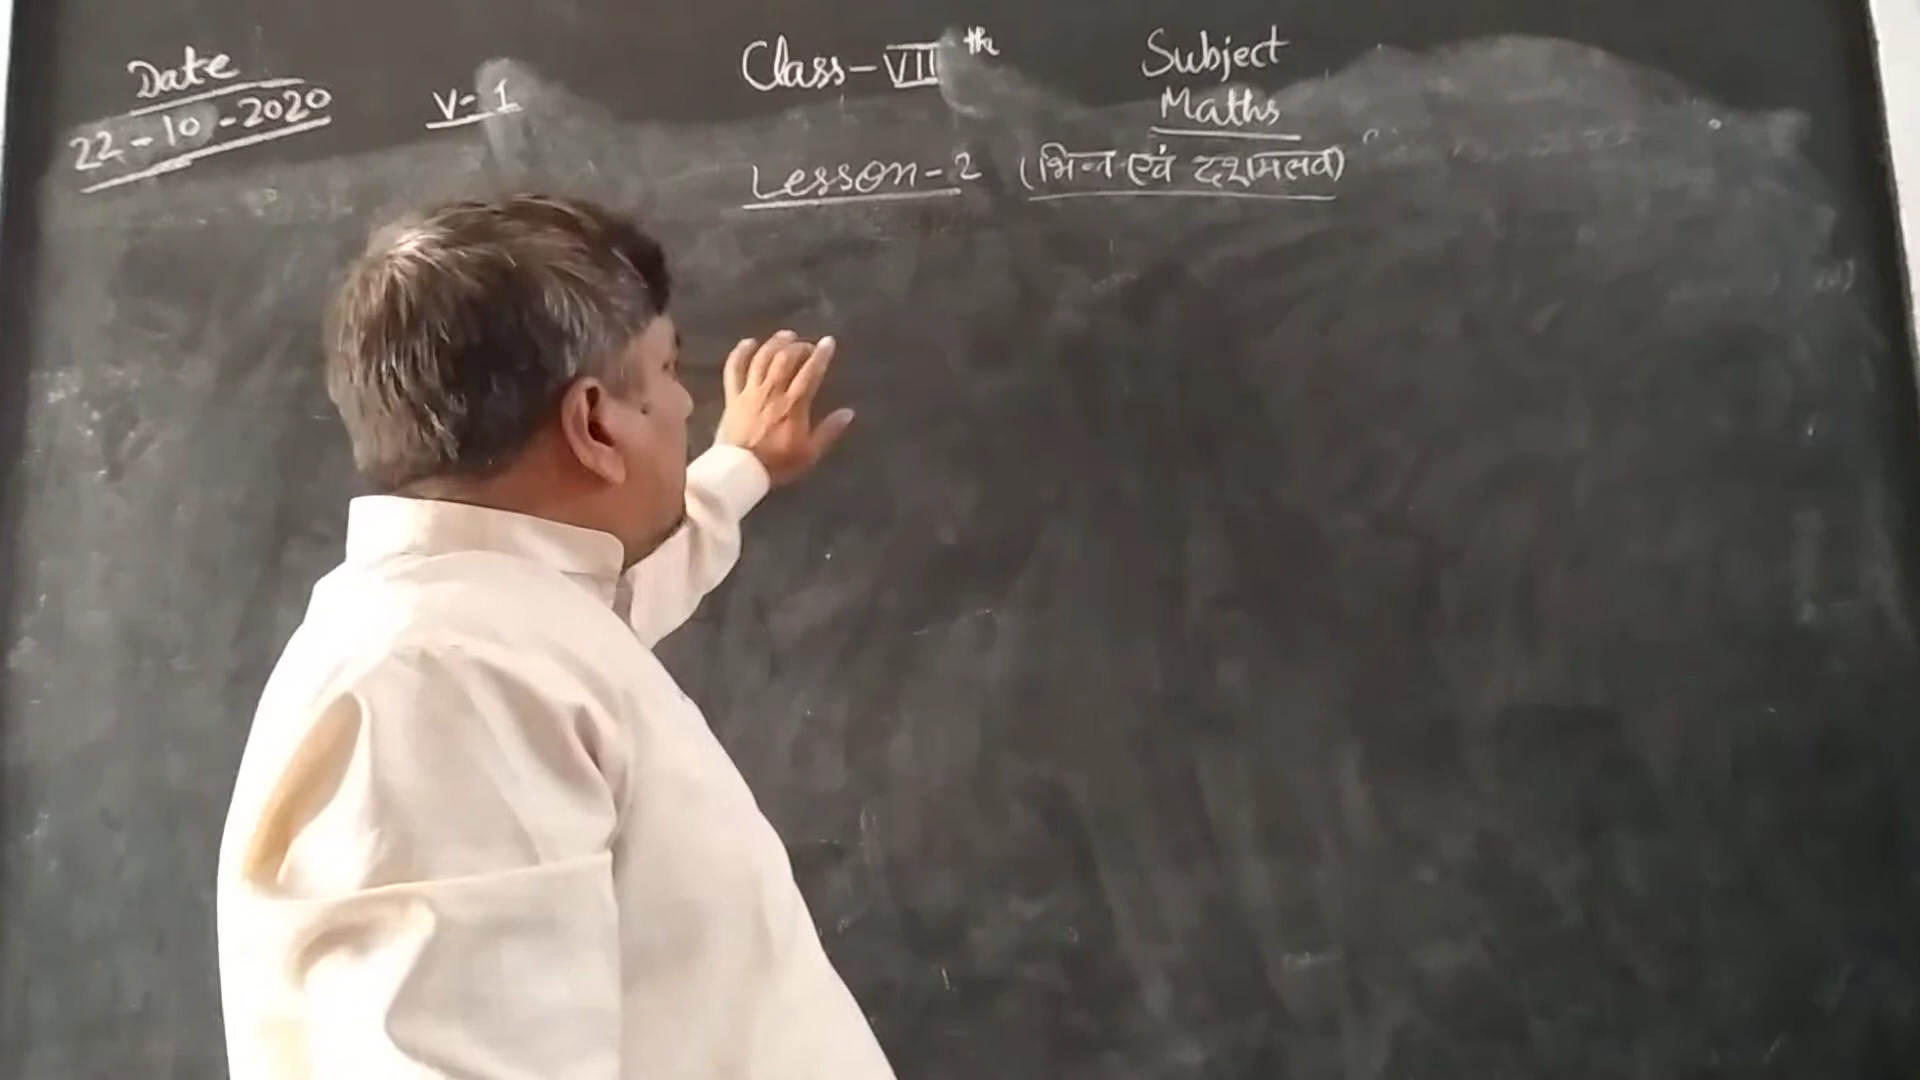 Date
22-10-2020
V-1
Class-VII th
Subject
Maths
Lesson-2 (भिन्न एवं दशमलव)